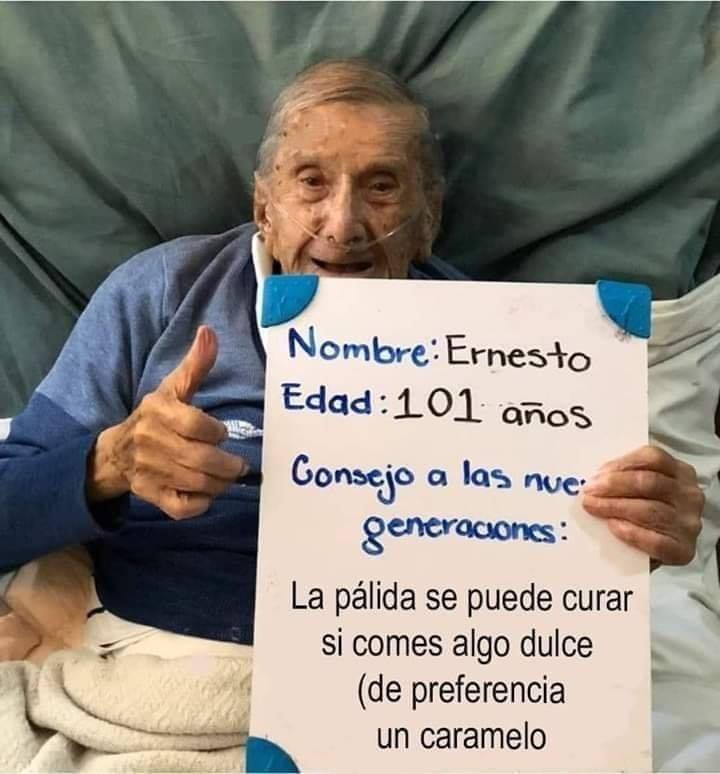 Nombre: Ernesto
Edad: 101 años
Consejo a las nue
generaciones:
La pálida se puede curar
si comes algo dulce
(de preferencia
un caramelo